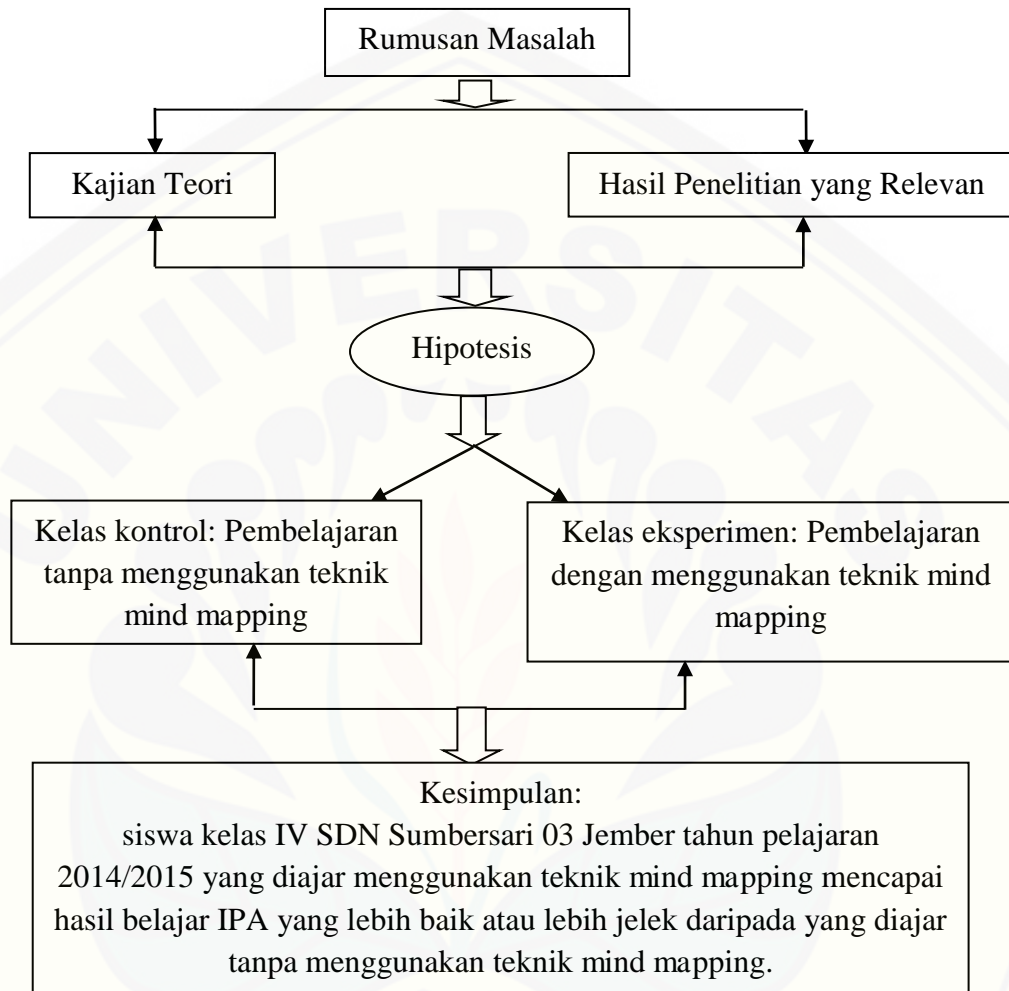 Rumusan Masalah
Kajian Teori
Hasil Penelitian yang Relevan
UNIVERSITAS
Hipotesis
Kelas kontrol: Pembelajaran
tanpa menggunakan teknik
mind mapping
Kelas eksperimen: Pembelajaran
dengan menggunakan teknik mind
mapping
Kesimpulan:
siswa kelas IV SDN Sumbersari 03 Jember tahun pelajaran
2014/2015 yang diajar menggunakan teknik mind mapping mencapai
hasil belajar IPA yang lebih baik atau lebih jelek daripada yang diajar
tanpa menggunakan teknik mind mapping.